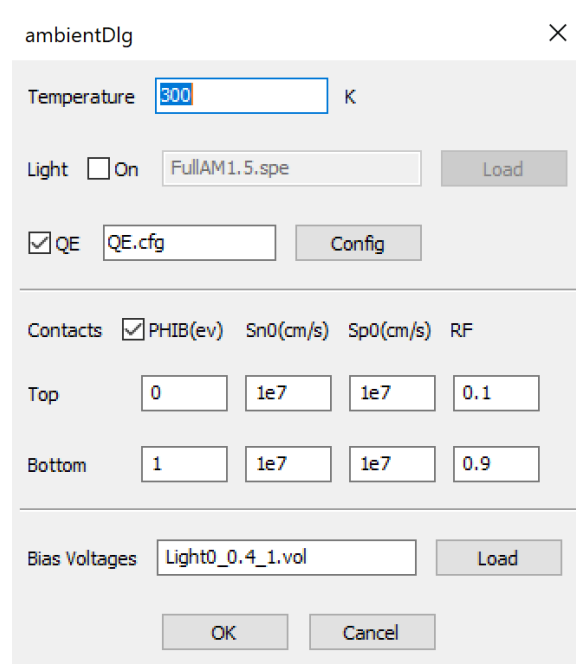 ambientDlg
Temperature 300 K
Light On FullAM1.5.spe Load
QE QE.cfg Config
Contacts PHIB(ev) Sn0(cm/s) Sp0(cm/s) RF
Top 0 1e7 1e7 0.1
Bottom 1 1e7 1e7 0.9
Bias Voltages Light0_0.4_1.vol Load
OK Cancel